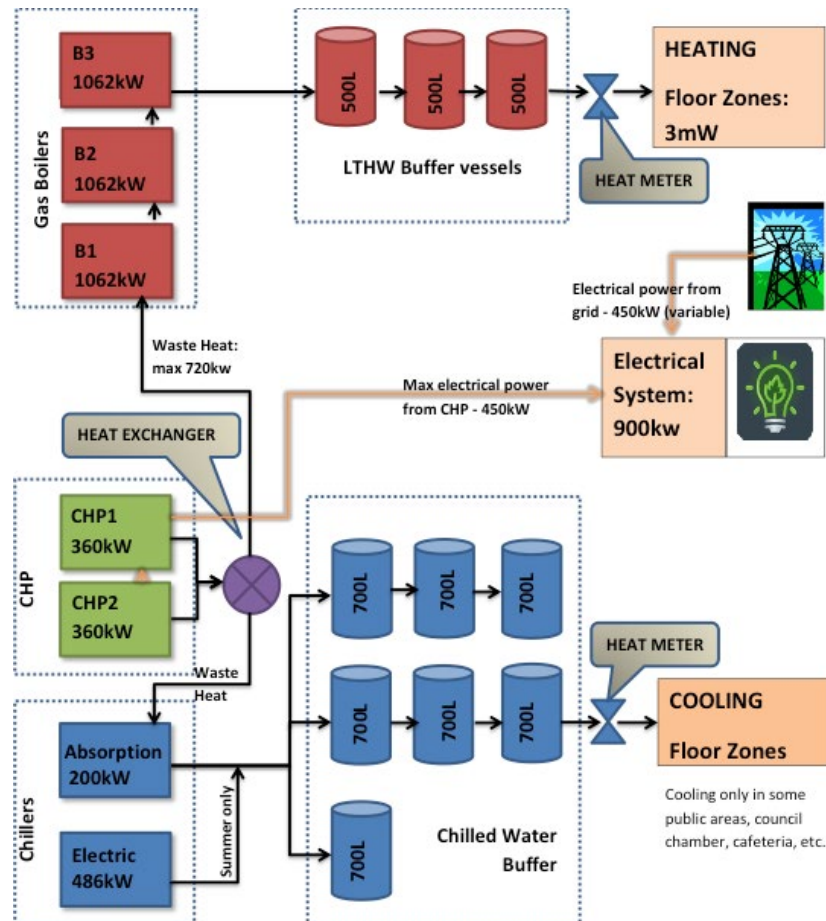 B3
1062kW
B2
1062kW
B1
1062kW
Gas Boilers
500L
500L
500L
LTHW Buffer vessels
HEAT METER
HEATING
Floor Zones:
3mW
Electrical power from
grid - 450kW (variable)
Waste Heat:
max 720kw
Max electrical power
from CHP - 450kW
Electrical
System:
900kw
HEAT EXCHANGER
CHP1
360kW
CHP2
360kW
CHP
Waste
Heat
700L
700L
700L
700L
700L
700L
700L
Chilled Water
Buffer
HEAT METER
COOLING
Floor Zones
Cooling only in some
public areas, council
chamber, cafeteria, etc.
Absorption
200kW
Electric
486kW
Chillers
Summer only